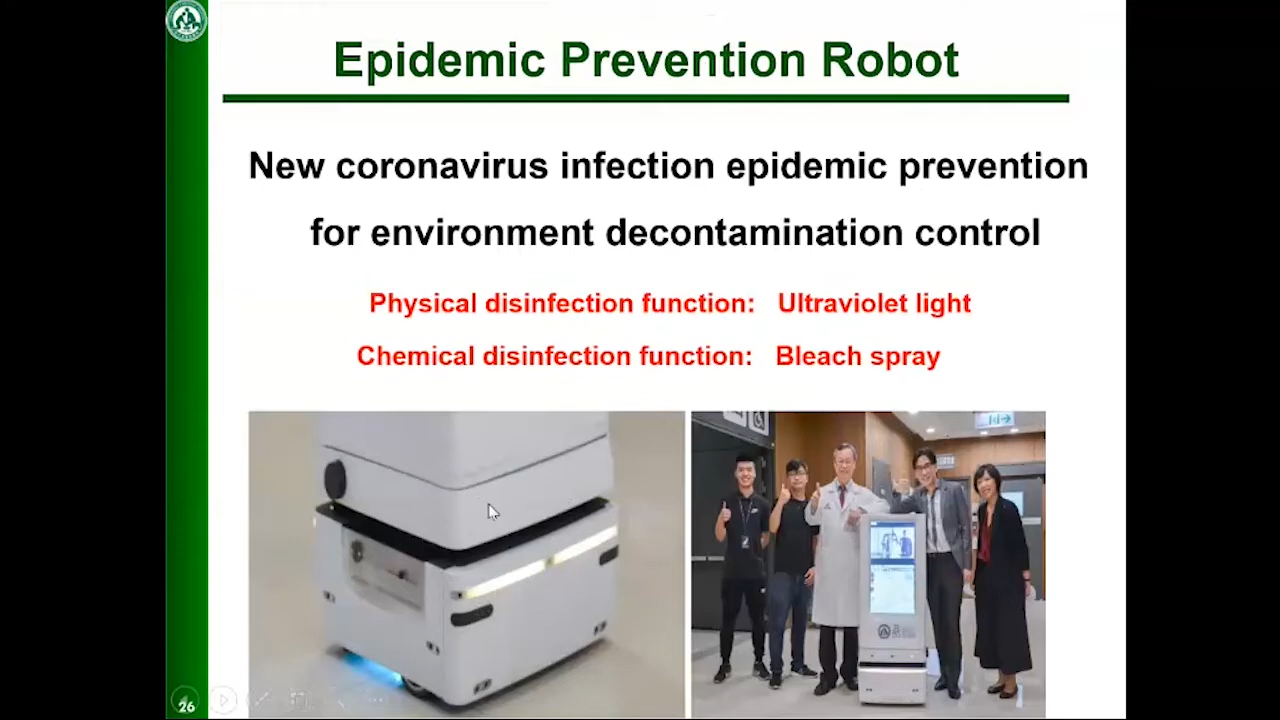 Epidemic Prevention Robot
New coronavirus infection epidemic prevention
for environment decontamination control
Physical disinfection function: Ultraviolet light
Chemical disinfection function: Bleach spray
26